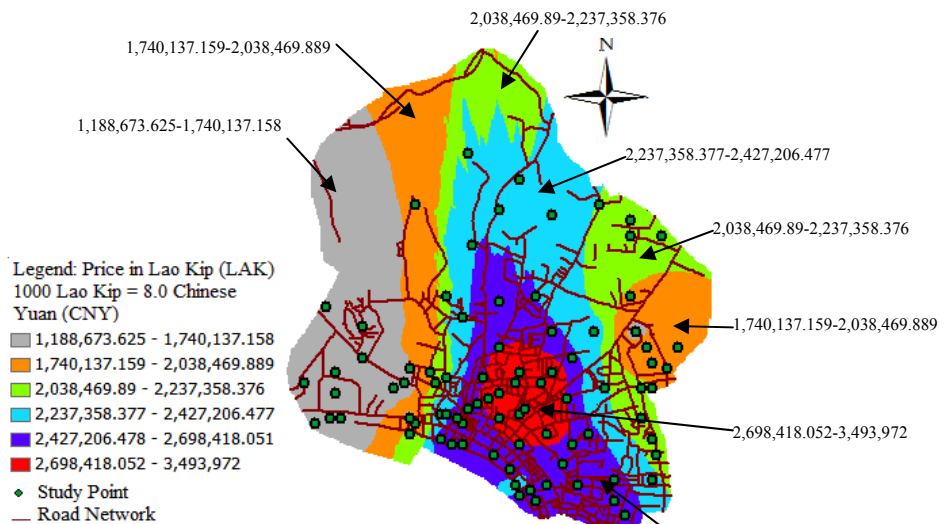 2,038,469.89-2,237,358.376
1,740,137.159-2,038,469.889
N
1,188,673.625-1,740,137.158
2,237,358.377-2,427,206.477
2,038,469.89-2,237,358.376
Legend: Price in Lao Kip (LAK)
1000 Lao Kip = 8.0 Chinese
Yuan (CNY)
1,188,673.625 - 1,740,137.158
1,740,137.159 - 2,038,469.889
2,038,469.89 - 2,237,358.376
2,237,358.377 - 2,427,206.477
2,427,206.478 - 2,698,418.051
2,698,418.052 - 3,493,972
Study Point
Road Network
1,740,137.159-2,038,469.889
2,698,418.052-3,493,972